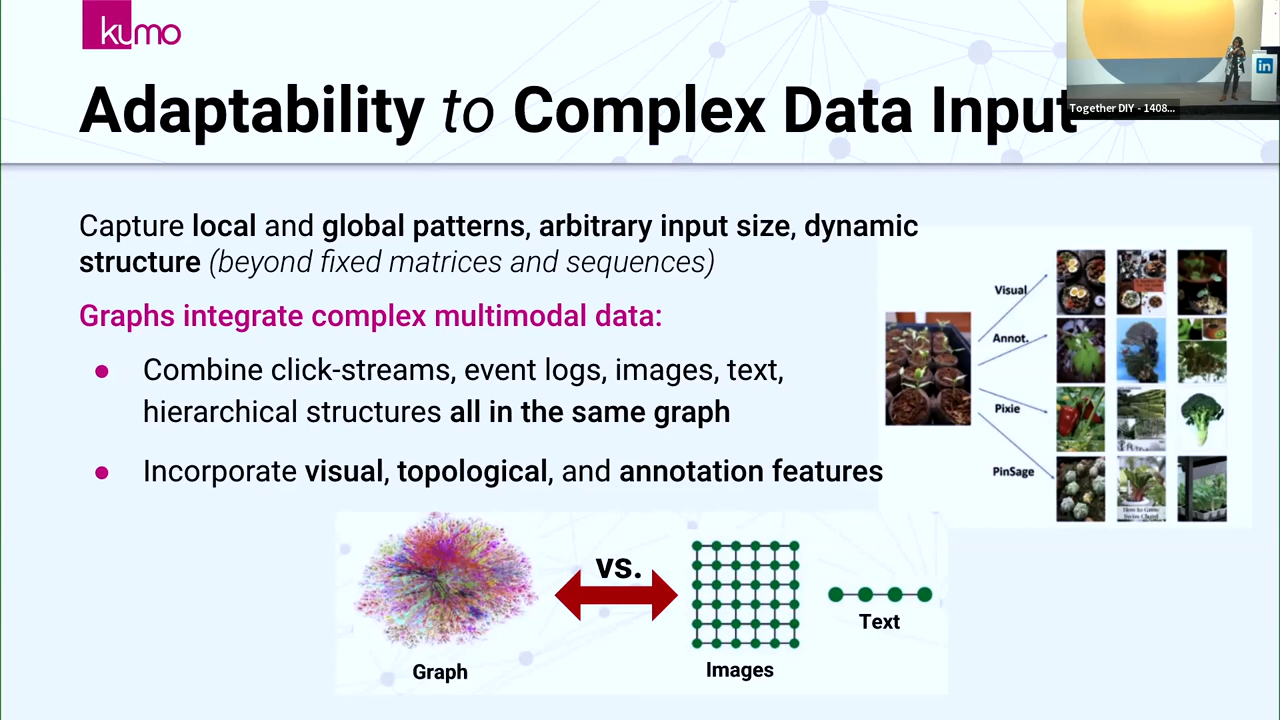 kumo
Adaptability to Complex Data Input
in
Together DIY - 1408...
Capture local and global patterns, arbitrary input size, dynamic
structure (beyond fixed matrices and sequences)
Graphs integrate complex multimodal data:
● Combine click-streams, event logs, images, text,
hierarchical structures all in the same graph
● Incorporate visual, topological, and annotation features
Visual
Annot.
Pixie
PinSage
vs.
Graph
Images
Text